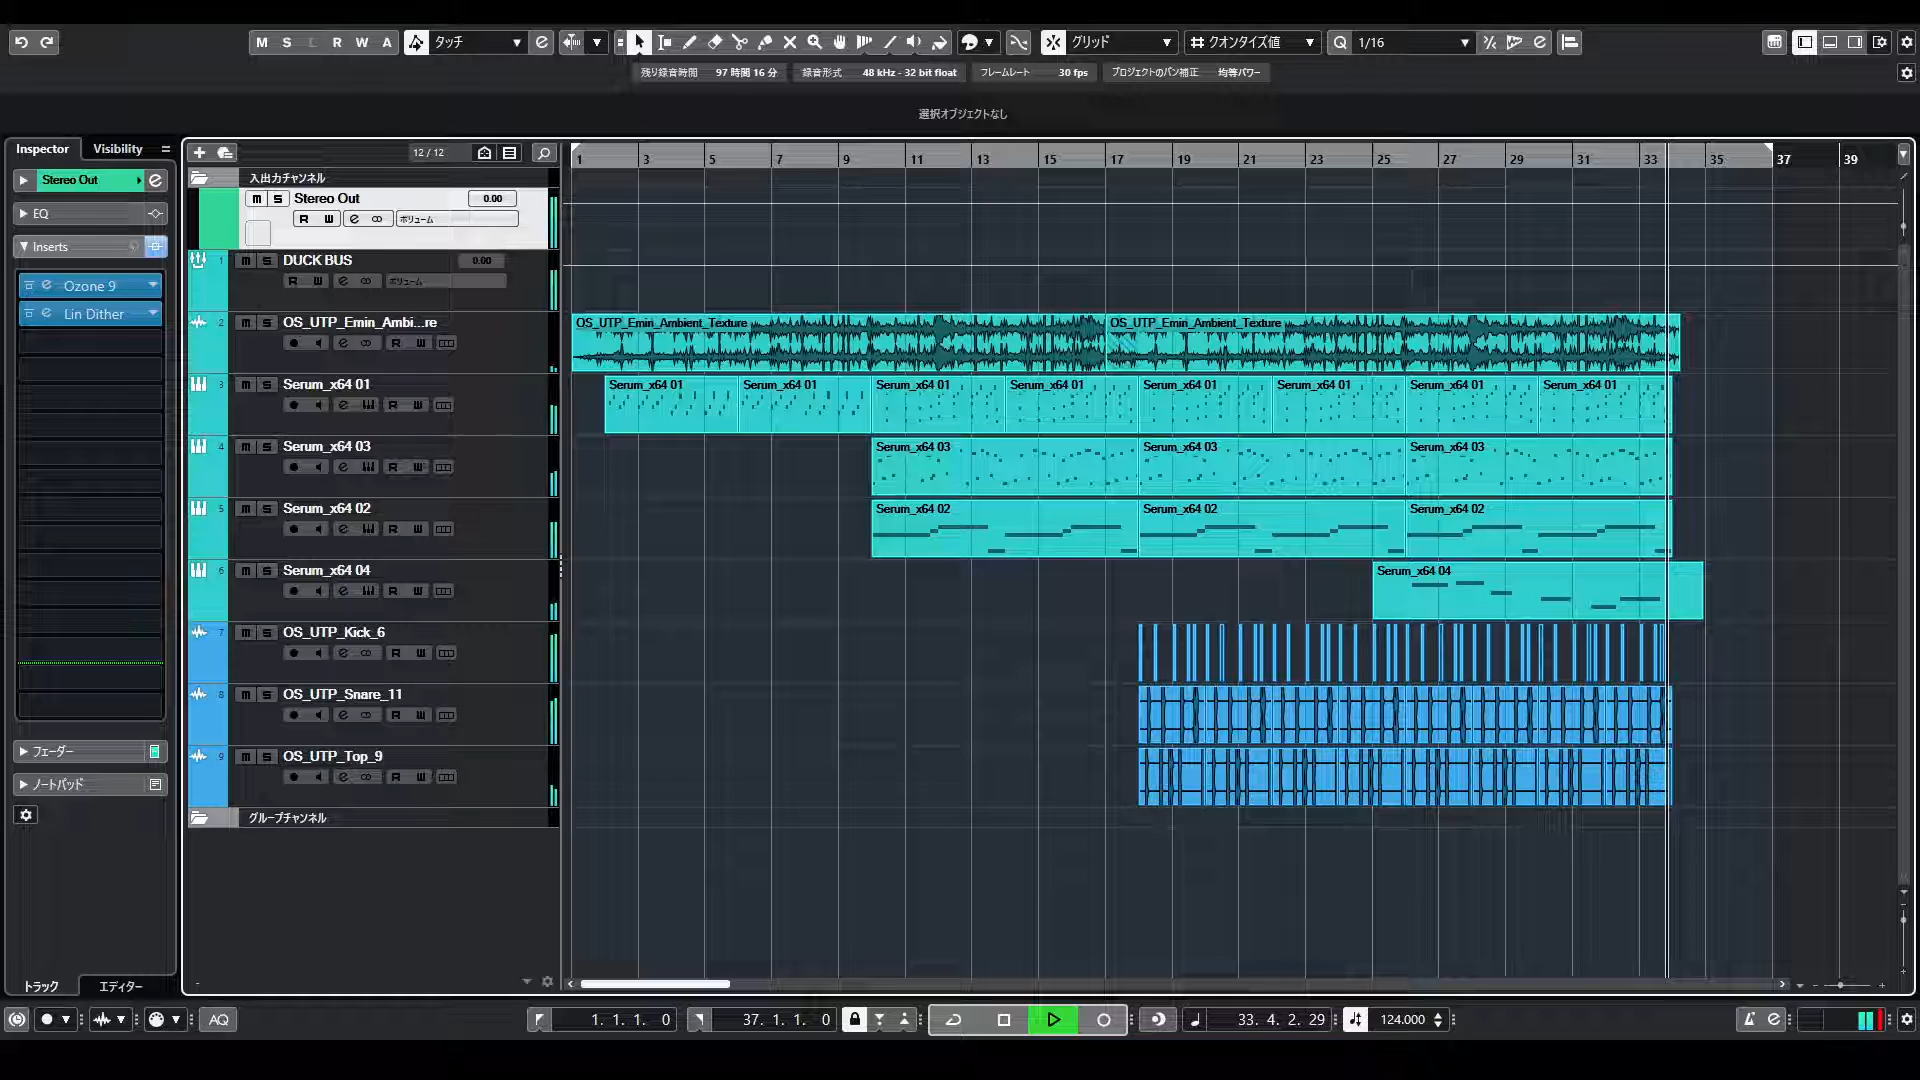 M S L R W A タッチ グリッド クオンタイズ値 1/16
残り録音時間 97 時間 16 分 録音形式 48 kHz - 32 bit float フレームレート 30 fps プロジェクトのパン補正 均等パワー
選択オブジェクトなし
Inspector Visibility
12 / 12
1 3 5 7 9 11 13 15 17 19 21 23 25 27 29 31 33 35 37 39
Stereo Out
EQ
Inserts
Ozone 9
Lin Dither
フェーダー
ノートパッド
トラック エディター
入出力チャンネル
m S Stereo Out 0.00
R W ボリューム
1 m S DUCK BUS 0.00
R W ボリューム
2 m S OS_UTP_Emin_Ambi...re
R W
3 m S Serum_x64 01
R W
4 m S Serum_x64 03
R W
5 m S Serum_x64 02
R W
6 m S Serum_x64 04
R W
7 m S OS_UTP_Kick_6
R W
8 m S OS_UTP_Snare_11
R W
9 m S OS_UTP_Top_9
R W
グループチャンネル
OS_UTP_Emin_Ambient_Texture OS_UTP_Emin_Ambient_Texture
Serum_x64 01 Serum_x64 01 Serum_x64 01 Serum_x64 01 Serum_x64 01 Serum_x64 01 Serum_x64 01 Serum_x64 01
Serum_x64 03 Serum_x64 03 Serum_x64 03
Serum_x64 02 Serum_x64 02 Serum_x64 02
Serum_x64 04
AQ 1. 1. 1. 0 37. 1. 1. 0 33. 4. 2. 29 124.000